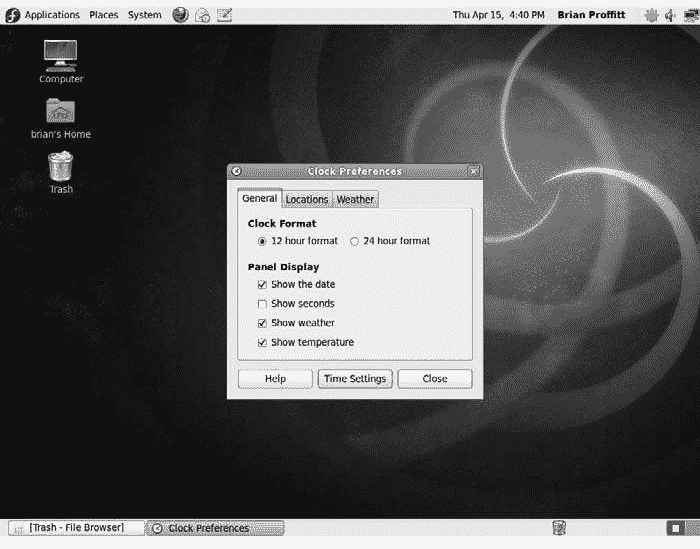 Applications Places System Thu Apr 15, 4:40 PM Brian Proffitt
Computer
brian's Home
Trash
Clock Preferences
General Locations Weather
Clock Format
12 hour format 24 hour format
Panel Display
Show the date
Show seconds
Show weather
Show temperature
Help Time Settings Close
[Trash - File Browser] Clock Preferences